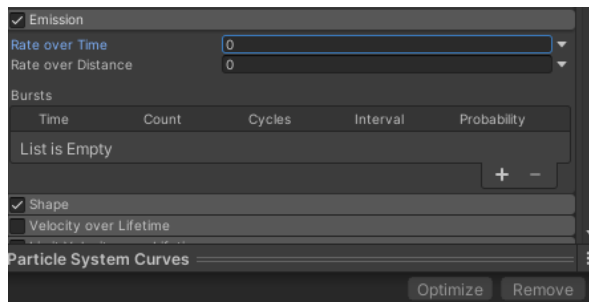 Emission
Rate over Time 0
Rate over Distance 0
Bursts
Time Count Cycles Interval Probability
List is Empty
+ −
Shape
Velocity over Lifetime
Particle System Curves
Optimize Remove